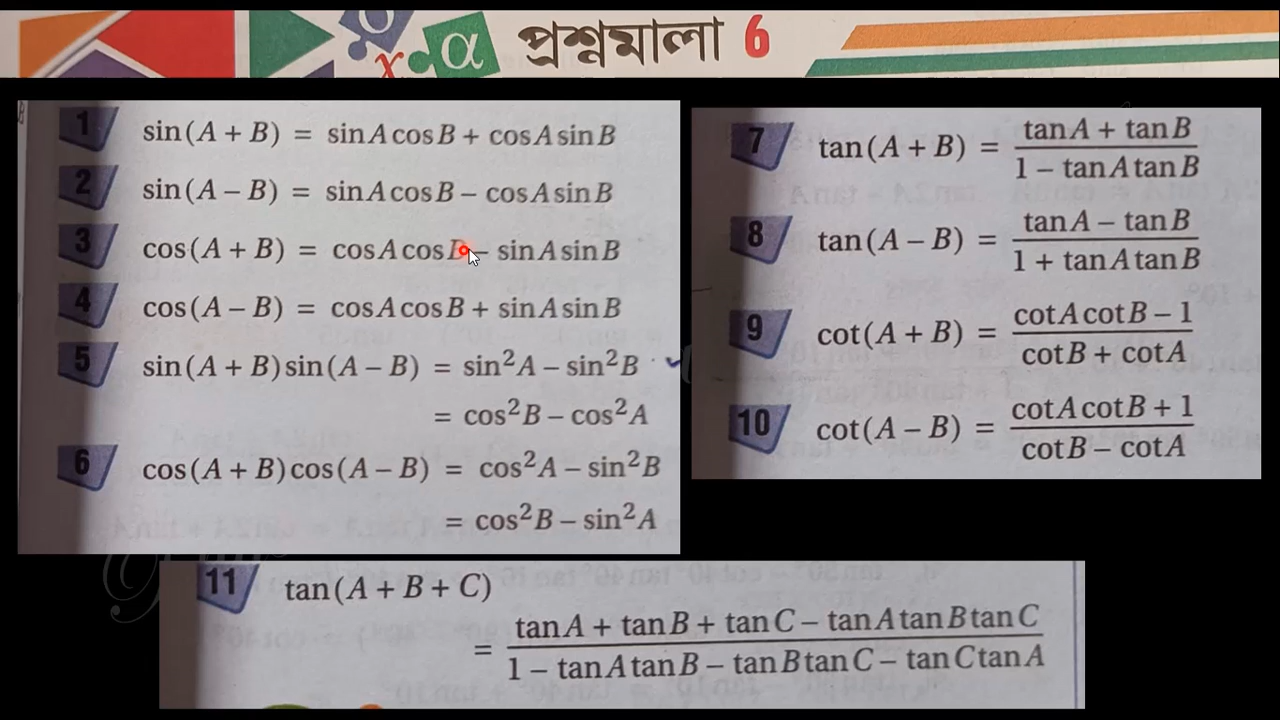 α প্রশ্নমালা 6
1 sin(A + B) = sinA cosB + cosA sinB
2 sin(A − B) = sinA cosB − cosA sinB
3 cos(A + B) = cosA cosB − sinA sinB
4 cos(A − B) = cosA cosB + sinA sinB
5 sin(A + B) sin(A − B) = sin²A − sin²B
= cos²B − cos²A
6 cos(A + B) cos(A − B) = cos²A − sin²B
= cos²B − sin²A
7 tan(A + B) = (tanA + tanB) / (1 − tanA tanB)
8 tan(A − B) = (tanA − tanB) / (1 + tanA tanB)
9 cot(A + B) = (cotA cotB − 1) / (cotB + cotA)
10 cot(A − B) = (cotA cotB + 1) / (cotB − cotA)
11 tan(A + B + C)
= (tanA + tanB + tanC − tanA tanB tanC) / (1 − tanA tanB − tanB tanC − tanC tanA)